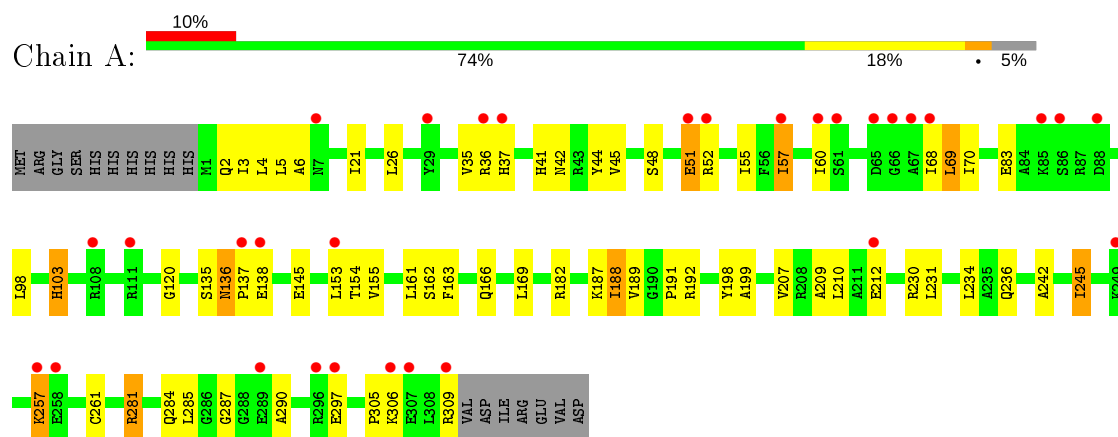 10%
Chain A:
74% 18% • 5%
MET ARG GLY SER HIS HIS HIS HIS HIS HIS M1 Q2 I3 L4 L5 A6 N7 I21 L26 Y29 V35 R36 H37 H41 N42 R43 Y44 V45 S48 E51 R52 I55 F56 I57 I60 S61 D65 G66 A67 I68 L69 I70 E83 A84 K85 S86 R87 D88
L98 H103 R108 R111 G120 S135 N136 P137 E138 E145 L153 T154 V155 L161 S162 F163 Q166 L169 R182 K187 I188 V189 G190 P191 R192 Y198 A199 V207 R208 A209 L210 A211 E212 R230 L231 L234 A235 Q236 A242 I245 K249
K257 E258 C261 R281 Q284 L285 G286 G287 G288 E289 A290 R296 E297 P305 K306 E307 L308 R309 VAL ASP ILE ARG GLU VAL ASP